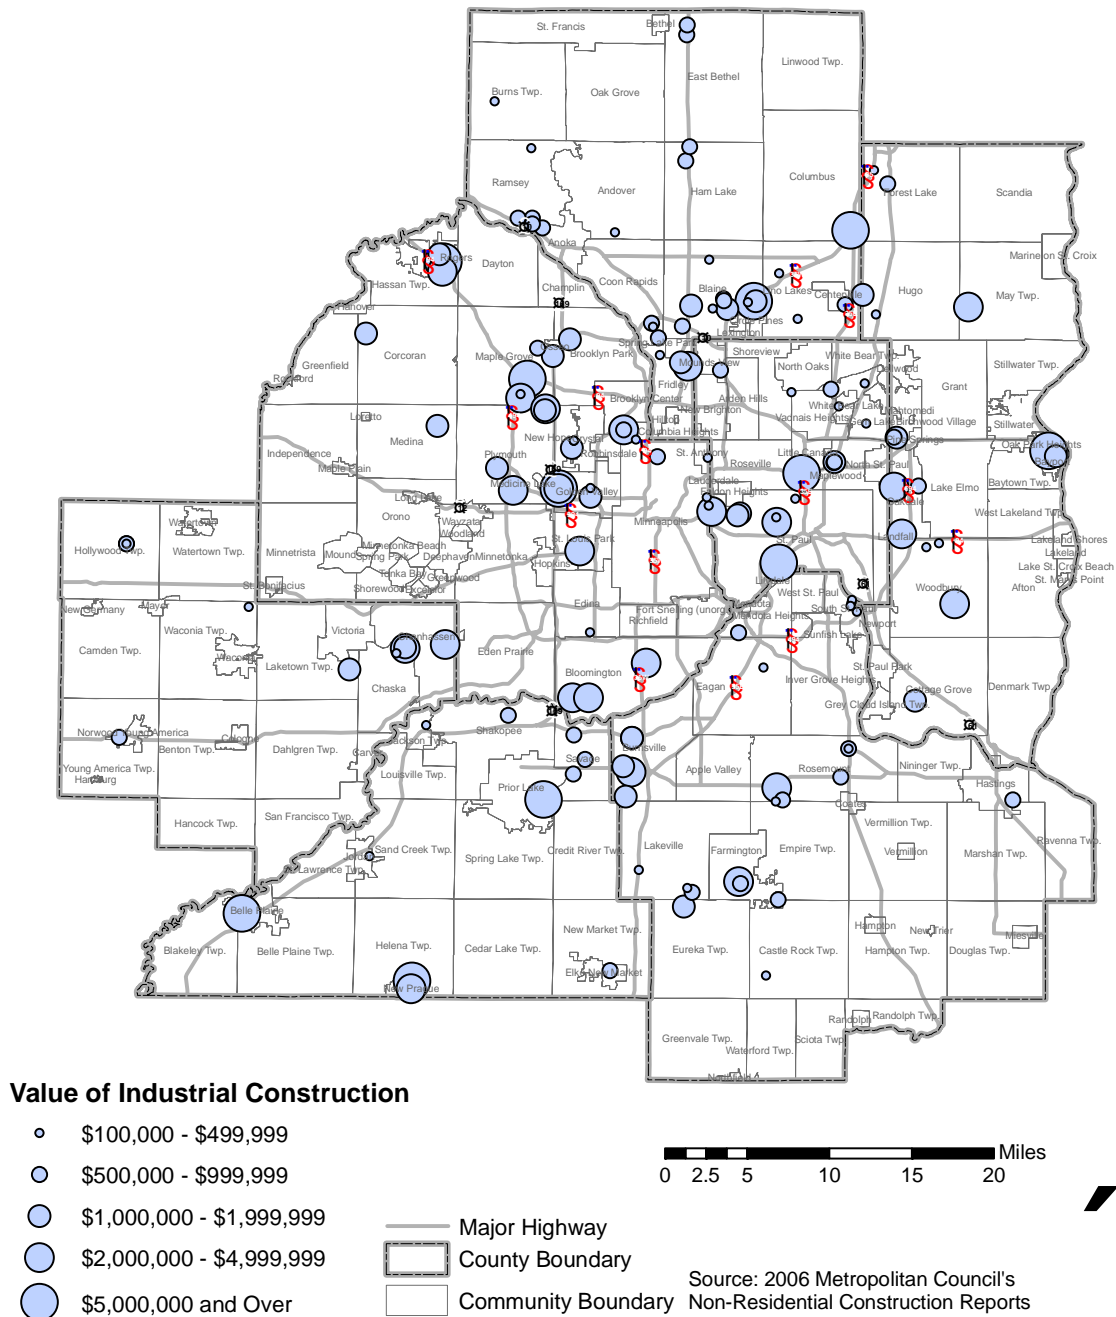 St. Francis
Bethel
East Bethel
Linwood Twp.
Burns Twp.
Oak Grove
Ramsey
Andover
Ham Lake
Columbus
Forest Lake
Scandia
Anoka
Rogers
Dayton
Hassan Twp.
Champlin
Coon Rapids
Blaine
Lino Lakes
Centerville
Hugo
Marine on St. Croix
May Twp.
Hanover
Circle Pines
Lexington
Corcoran
Maple Grove
Osseo
Brooklyn Park
Spring Lake Park
Mounds View
Shoreview
North Oaks
White Bear Twp.
Dellwood
Stillwater Twp.
Greenfield
Rockford
Grant
Fridley
Arden Hills
Brooklyn Center
New Brighton
Hilltop
Columbia Heights
Vadnais Heights
White Bear Lake
Gem Lake
Mahtomedi
Birchwood Village
Pine Springs
Stillwater
Oak Park Heights
Bayport
Loretto
Medina
New Hope
Crystal
Robbinsdale
St. Anthony
Roseville
Little Canada
Maplewood
North St. Paul
Independence
Maple Plain
Plymouth
Medicine Lake
Golden Valley
Lauderdale
Falcon Heights
Oakdale
Lake Elmo
Baytown Twp.
West Lakeland Twp.
Long Lake
Orono
Wayzata
Woodland
Minneapolis
St. Paul
Landfall
Lakeland Shores
Lakeland
Lake St. Croix Beach
St. Marys Point
Afton
Watertown
Hollywood Twp.
Watertown Twp.
Minnetrista
Mound
Spring Park
Minnetonka Beach
Deephaven
Minnetonka
St. Louis Park
Hopkins
Tonka Bay
Greenwood
Shorewood
Excelsior
St. Bonifacius
Edina
Lilydale
West St. Paul
Mendota
Mendota Heights
South St. Paul
Newport
Woodbury
New Germany
Mayer
Waconia Twp.
Victoria
Chanhassen
Fort Snelling (unorg.)
Richfield
Sunfish Lake
Camden Twp.
Waconia
Laketown Twp.
Eden Prairie
Bloomington
Eagan
Inver Grove Heights
St. Paul Park
Cottage Grove
Grey Cloud Island Twp.
Denmark Twp.
Chaska
Norwood Young America
Cologne
Benton Twp.
Dahlgren Twp.
Carver
Jackson Twp.
Shakopee
Young America Twp.
Hamburg
Louisville Twp.
Savage
Burnsville
Apple Valley
Rosemount
Nininger Twp.
Hastings
Prior Lake
Coates
Hancock Twp.
San Francisco Twp.
Vermillion Twp.
Ravenna Twp.
Jordan
Sand Creek Twp.
Spring Lake Twp.
Credit River Twp.
Lakeville
Farmington
Empire Twp.
Vermillion
Marshan Twp.
St. Lawrence Twp.
Belle Plaine
Blakeley Twp.
Belle Plaine Twp.
Helena Twp.
Cedar Lake Twp.
New Market Twp.
Eureka Twp.
Castle Rock Twp.
Hampton
Hampton Twp.
New Trier
Douglas Twp.
Miesville
Elko New Market
New Prague
Greenvale Twp.
Waterford Twp.
Sciota Twp.
Randolph
Randolph Twp.
Northfield
Value of Industrial Construction
$100,000 - $499,999
$500,000 - $999,999
$1,000,000 - $1,999,999
$2,000,000 - $4,999,999
$5,000,000 and Over
Major Highway
County Boundary
Community Boundary
Miles
0 2.5 5 10 15 20
Source: 2006 Metropolitan Council's
Non-Residential Construction Reports